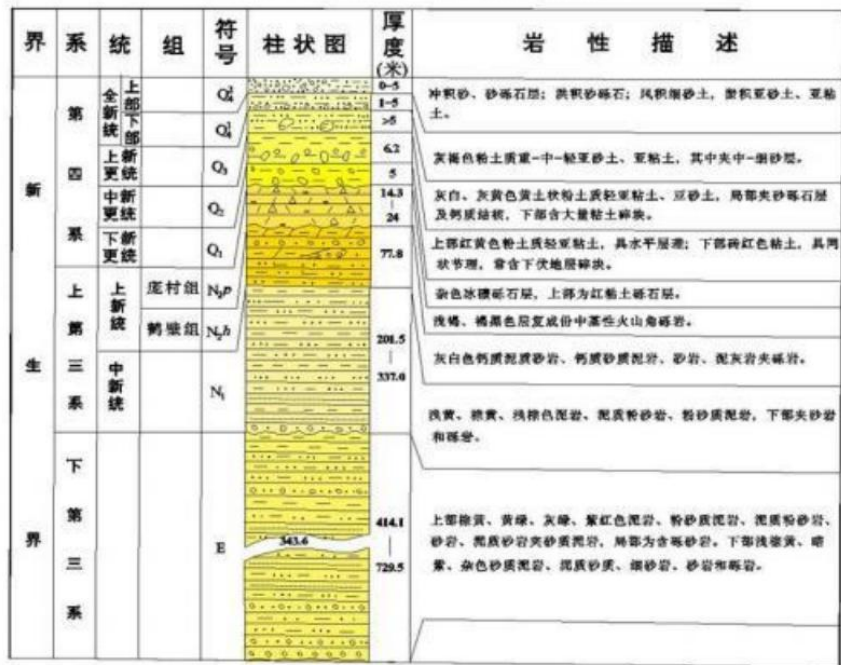 界 系 统 组 符号 柱状图 厚度(米) 岩性描述
新生界
第四系
全新统 上部 Q₄² 0-5
1-5
冲积砂、砂砾石层；洪积砂砾石；风积细砂土，淤积亚砂土、亚粘土。
下部 Q₄¹ >5
灰褐色粉土质重-中-轻亚砂土、亚粘土，其中夹中-细砂层。
上更新统 Q₃ 6.2
5
灰白、灰黄色黄土状粉土质轻亚粘土、亚砂土，局部夹砂砾石层及钙质结核，下部含大量粘土碎块。
中更新统 Q₂ 14.3 | 24
上部红黄色粉土质轻亚粘土，具水平层理；下部砖红色粘土，具网状节理，常含下伏地层碎块。
下更新统 Q₁ 77.8
杂色冰碛砾石层，上部为红粘土砾石层。
上第三系
上新统 庞村组 N₂p
浅褐、褐黑色层复成份中基性火山角砾岩。
鹤壁组 N₂h
灰白色钙质泥质砂岩、钙质砂质泥岩、砂岩、泥灰岩夹砾岩。
中新统 N₁ 201.5 | 337.0
浅黄、棕黄、浅棕色泥岩、泥质粉砂岩、粉砂质泥岩，下部夹砂岩和砾岩。
下第三系 E 343.6 414.1 | 729.5
上部棕黄、黄绿、灰绿、紫红色泥岩、粉砂质泥岩、泥质粉砂岩、
砂岩、泥质砂岩夹砂质泥岩，局部为含砾砂岩。下部浅棕黄、暗
紫、杂色砂质泥岩、泥质砂质、细砂岩、砂岩和砾岩。